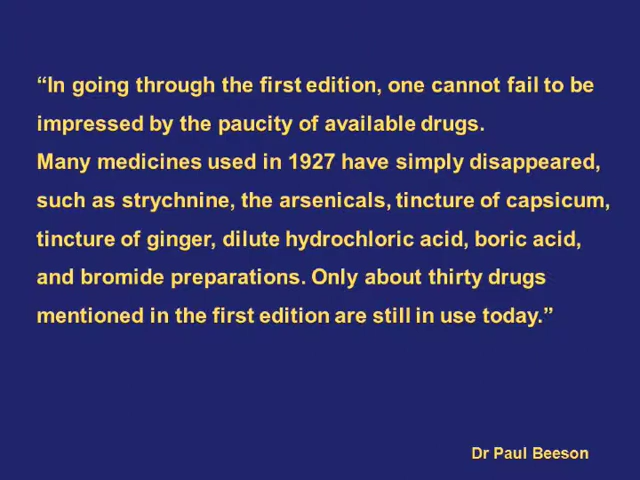 “In going through the first edition, one cannot fail to be
impressed by the paucity of available drugs.
Many medicines used in 1927 have simply disappeared,
such as strychnine, the arsenicals, tincture of capsicum,
tincture of ginger, dilute hydrochloric acid, boric acid,
and bromide preparations. Only about thirty drugs
mentioned in the first edition are still in use today.”
Dr Paul Beeson